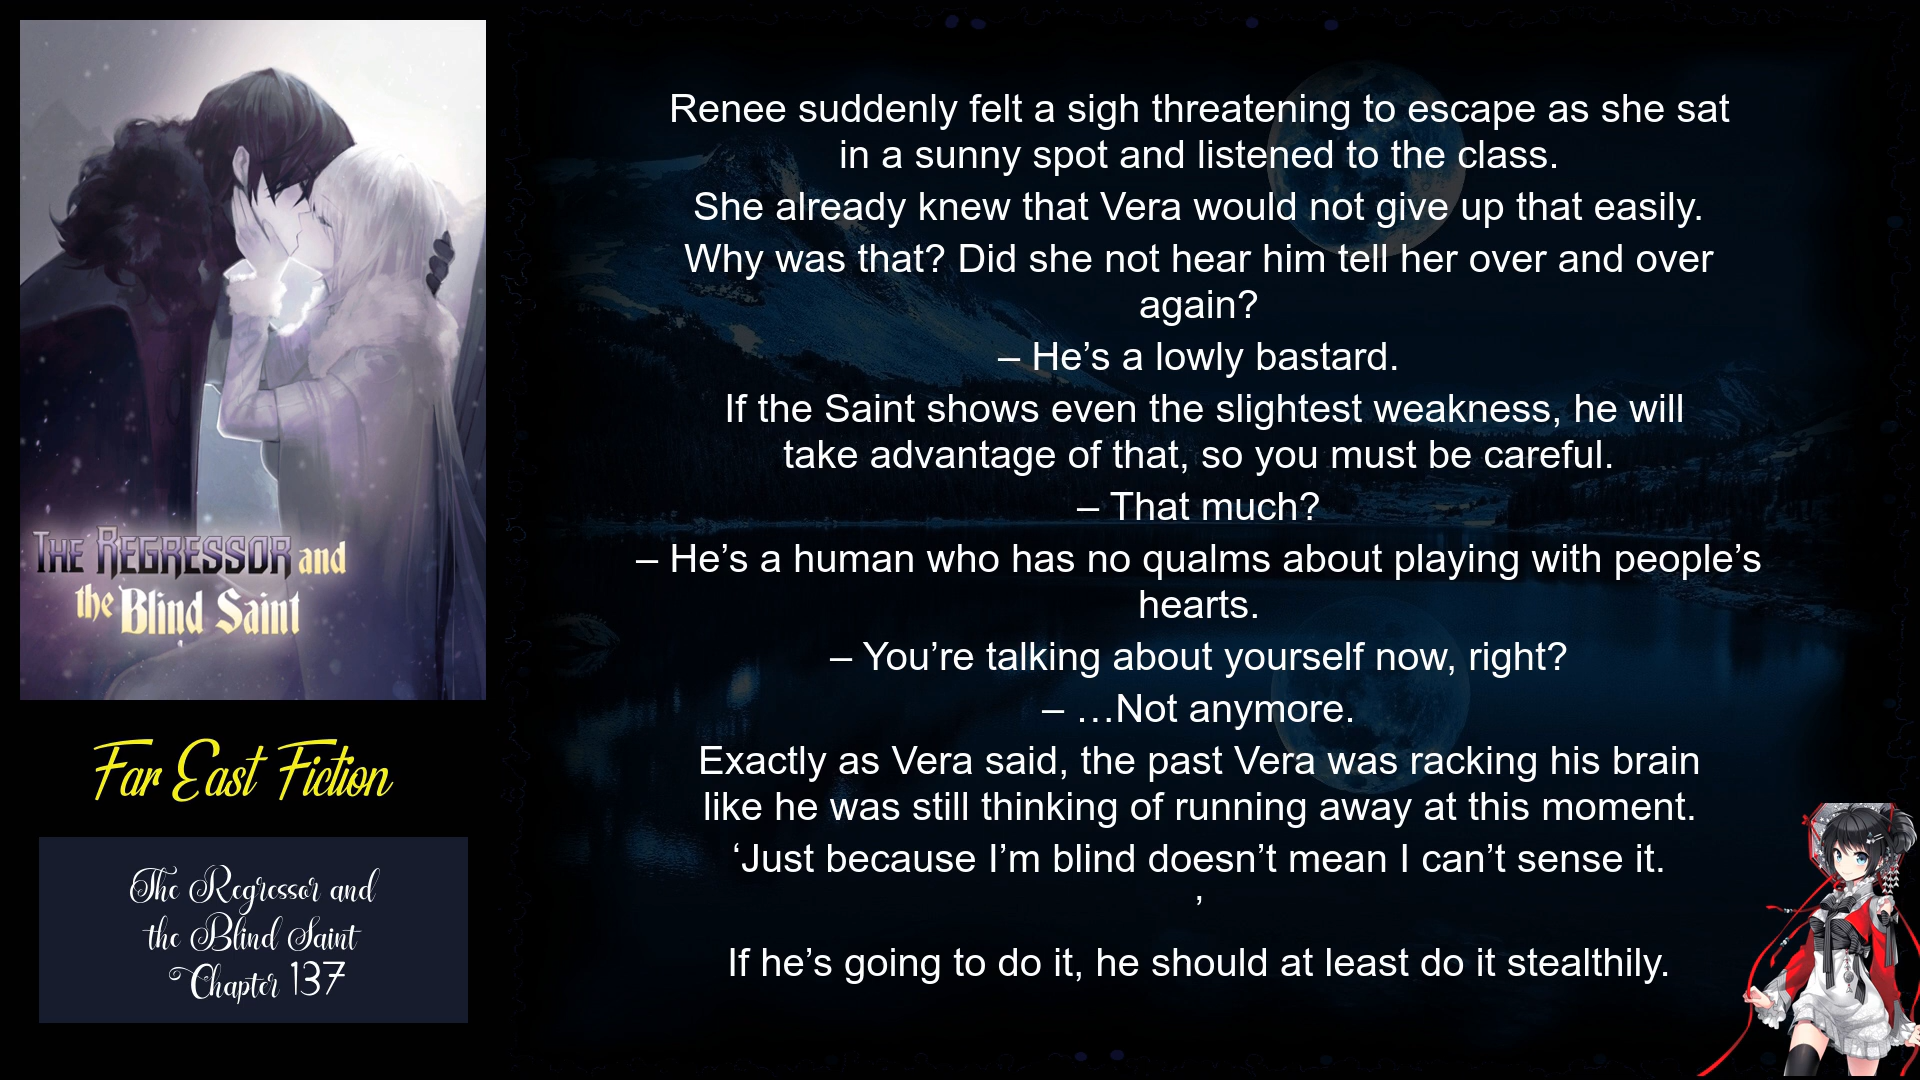 THE REGRESSOR and
the Blind Saint
Far East Fiction
The Regressor and
the Blind Saint
Chapter 137
Renee suddenly felt a sigh threatening to escape as she sat
in a sunny spot and listened to the class.
She already knew that Vera would not give up that easily.
Why was that? Did she not hear him tell her over and over
again?
– He’s a lowly bastard.
If the Saint shows even the slightest weakness, he will
take advantage of that, so you must be careful.
– That much?
– He’s a human who has no qualms about playing with people’s
hearts.
– You’re talking about yourself now, right?
– …Not anymore.
Exactly as Vera said, the past Vera was racking his brain
like he was still thinking of running away at this moment.
‘Just because I’m blind doesn’t mean I can’t sense it.
’
If he’s going to do it, he should at least do it stealthily.